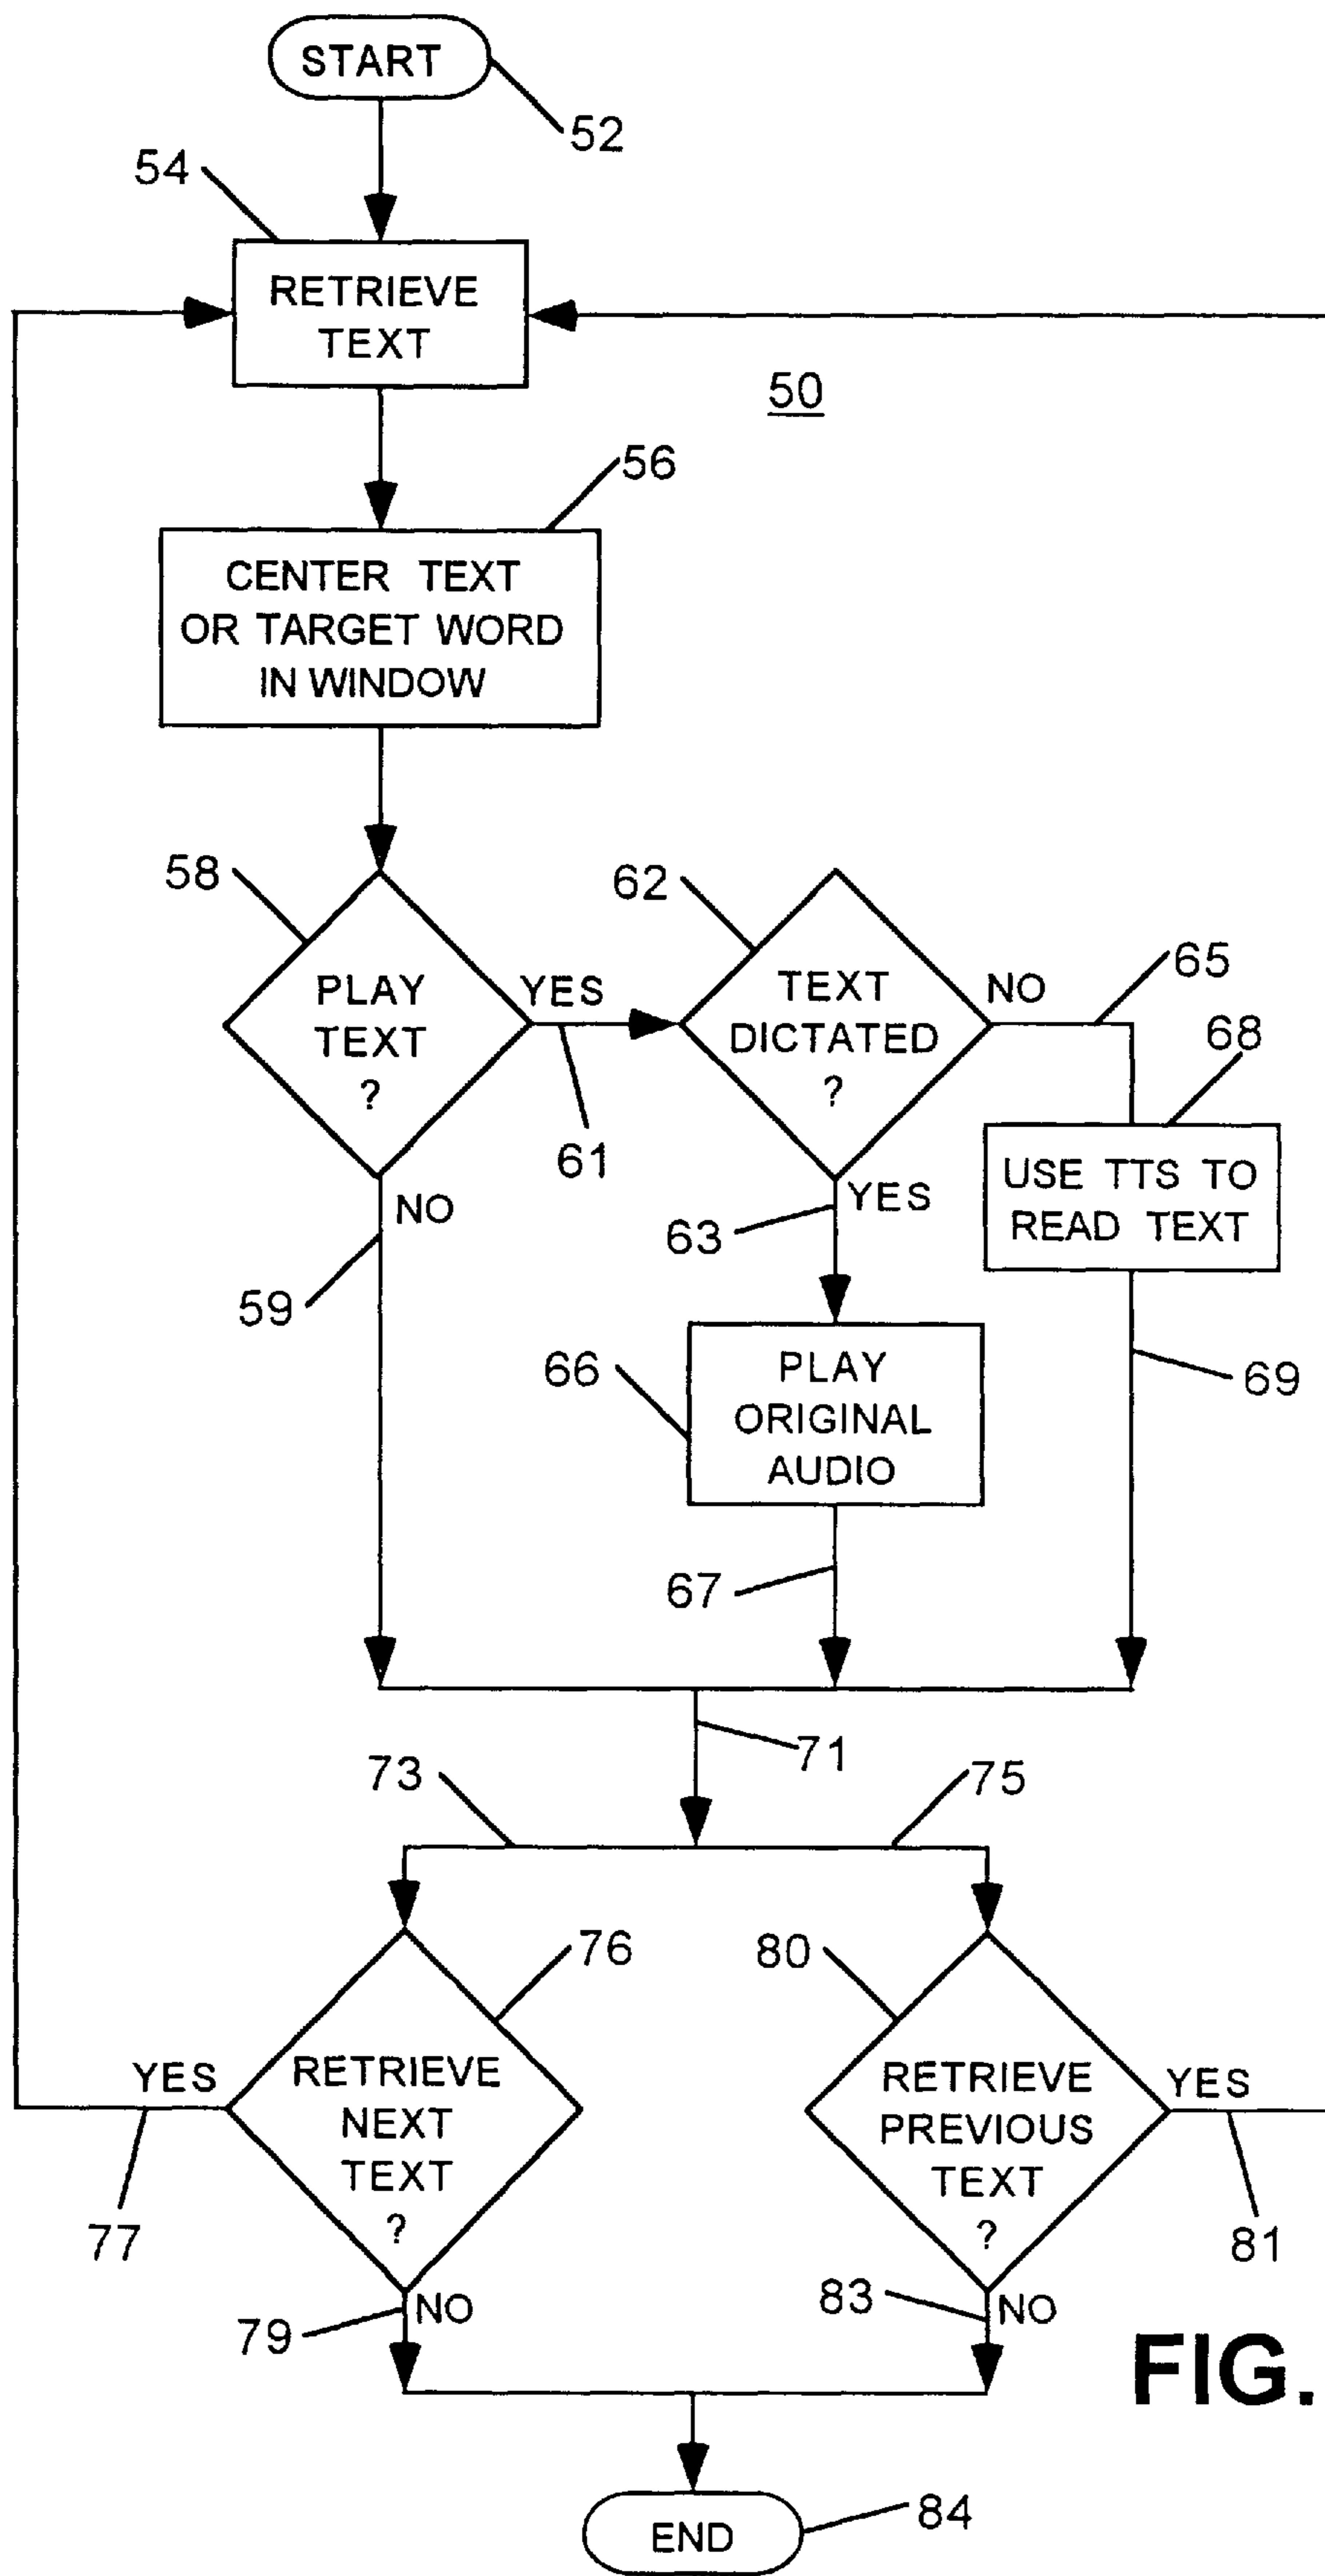 START
52
54
RETRIEVE
TEXT
50
56
CENTER TEXT
OR TARGET WORD
IN WINDOW
58
PLAY
TEXT
?
YES
61
NO
59
62
TEXT
DICTATED
?
NO
65
68
USE TTS TO
READ TEXT
69
YES
63
66
PLAY
ORIGINAL
AUDIO
67
71
73
75
76
RETRIEVE
NEXT
TEXT
?
YES
77
NO
79
80
RETRIEVE
PREVIOUS
TEXT
?
YES
81
NO
83
FIG.
END
84